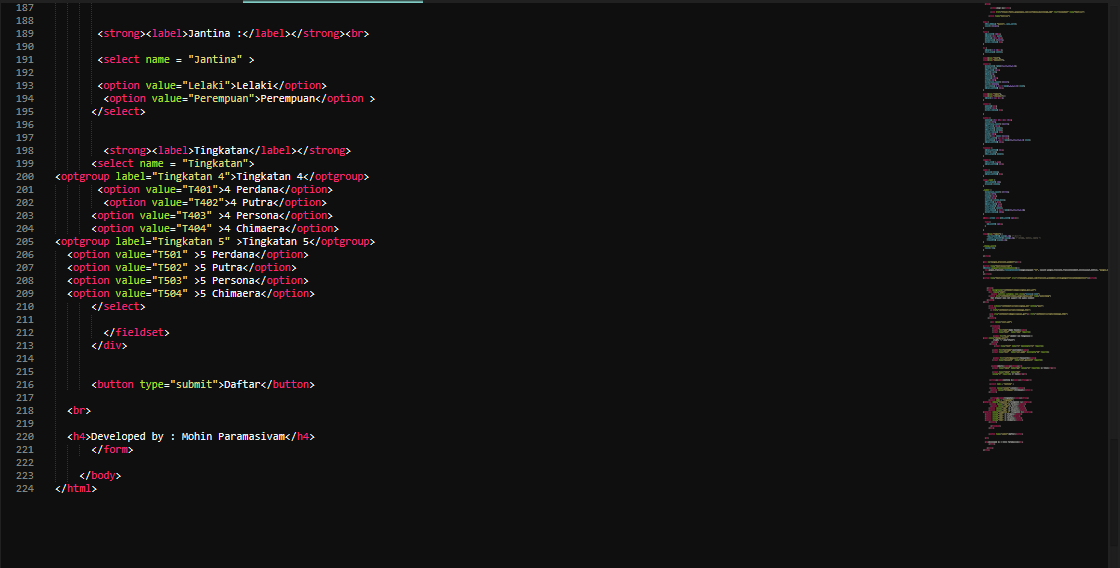 187
188
189 <strong><label>Jantina :</label></strong><br>
190
191 <select name = "Jantina" >
192
193 <option value="Lelaki">Lelaki</option>
194 <option value="Perempuan">Perempuan</option >
195 </select>
196
197
198 <strong><label>Tingkatan</label></strong>
199 <select name = "Tingkatan">
200 <optgroup label="Tingkatan 4">Tingkatan 4</optgroup>
201 <option value="T401">4 Perdana</option>
202 <option value="T402">4 Putra</option>
203 <option value="T403" >4 Persona</option>
204 <option value="T404" >4 Chimaera</option>
205 <optgroup label="Tingkatan 5" >Tingkatan 5</optgroup>
206 <option value="T501" >5 Perdana</option>
207 <option value="T502" >5 Putra</option>
208 <option value="T503" >5 Persona</option>
209 <option value="T504" >5 Chimaera</option>
210 </select>
211
212 </fieldset>
213 </div>
214
215
216 <button type="submit">Daftar</button>
217
218 <br>
219
220 <h4>Developed by : Mohin Paramasivam</h4>
221 </form>
222
223 </body>
224 </html>